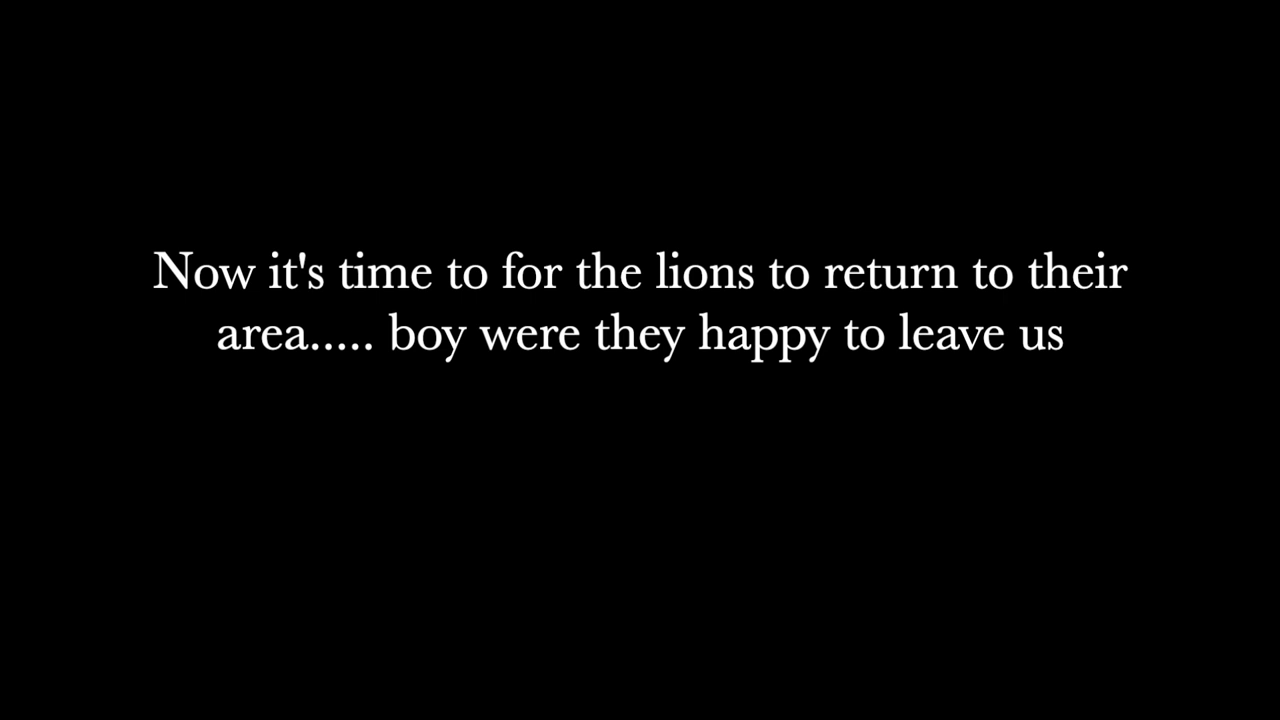 Now it's time to for the lions to return to their
area..... boy were they happy to leave us